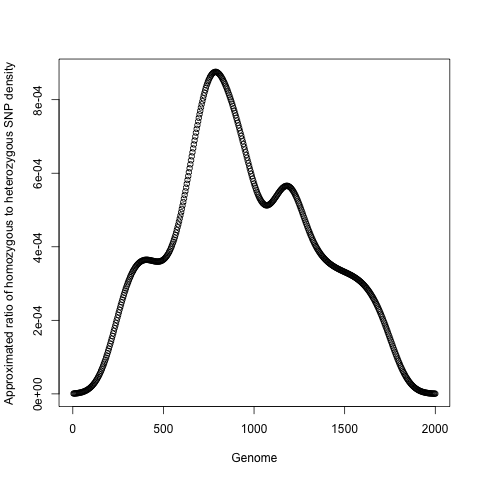 Approximated ratio of homozygous to heterozygous SNP density
8e-04
6e-04
4e-04
2e-04
0e+00
0 500 1000 1500 2000
Genome